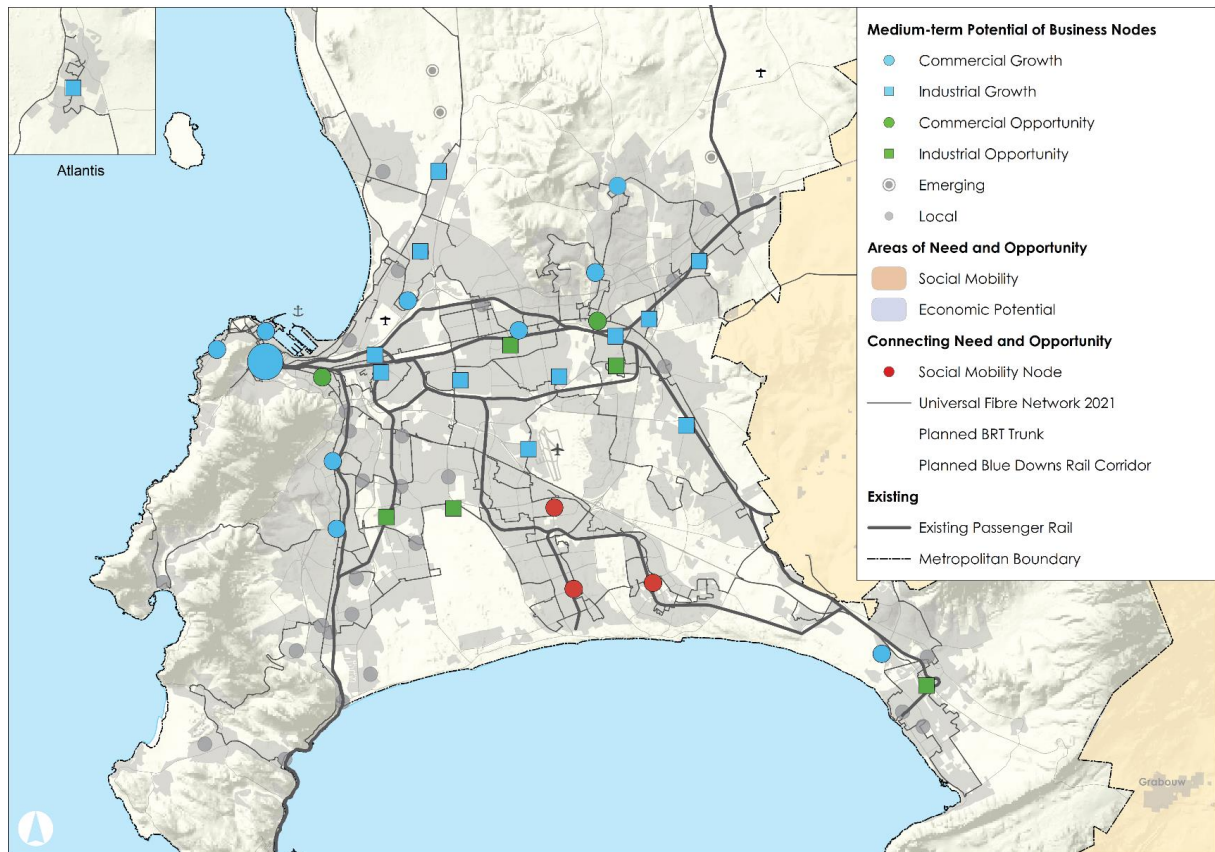 Atlantis
Medium-term Potential of Business Nodes
Commercial Growth
Industrial Growth
Commercial Opportunity
Industrial Opportunity
Emerging
Local
Areas of Need and Opportunity
Social Mobility
Economic Potential
Connecting Need and Opportunity
Social Mobility Node
Universal Fibre Network 2021
Planned BRT Trunk
Planned Blue Downs Rail Corridor
Existing
Existing Passenger Rail
Metropolitan Boundary
Grabouw